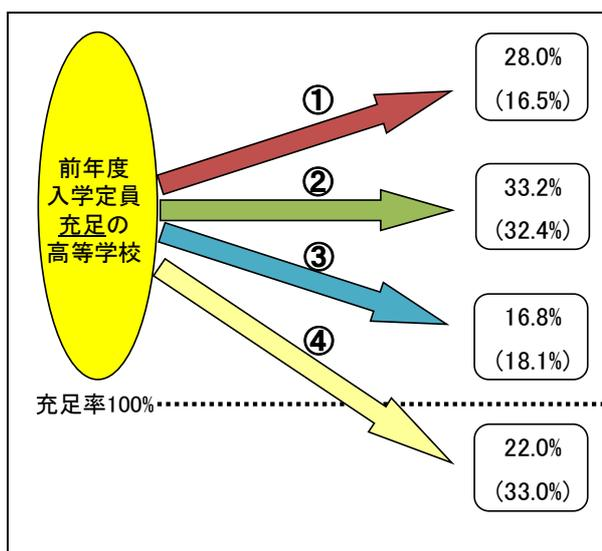 前年度
入学定員
充足の
高等学校
①
28.0%
(16.5%)
②
33.2%
(32.4%)
③
16.8%
(18.1%)
④
充足率100%
22.0%
(33.0%)